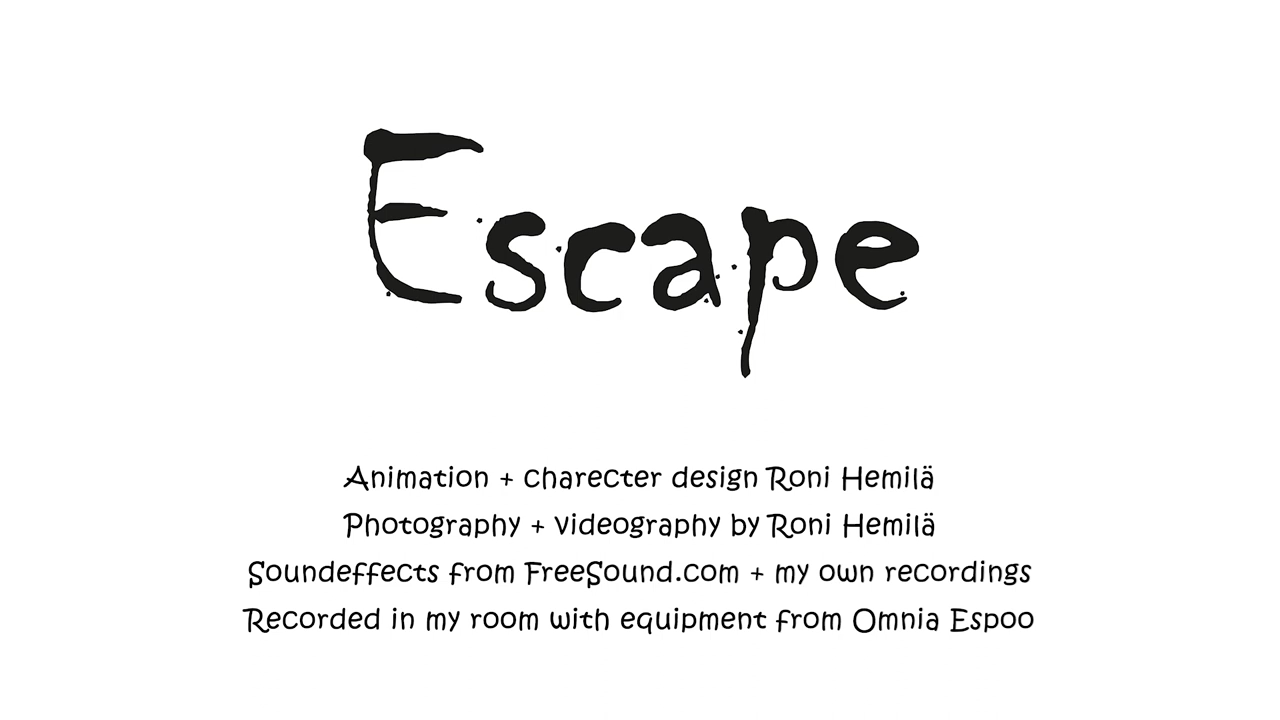 Escape
Animation + charecter design Roni Hemilä
Photography + videography by Roni Hemilä
Soundeffects from FreeSound.com + my own recordings
Recorded in my room with equipment from Omnia Espoo